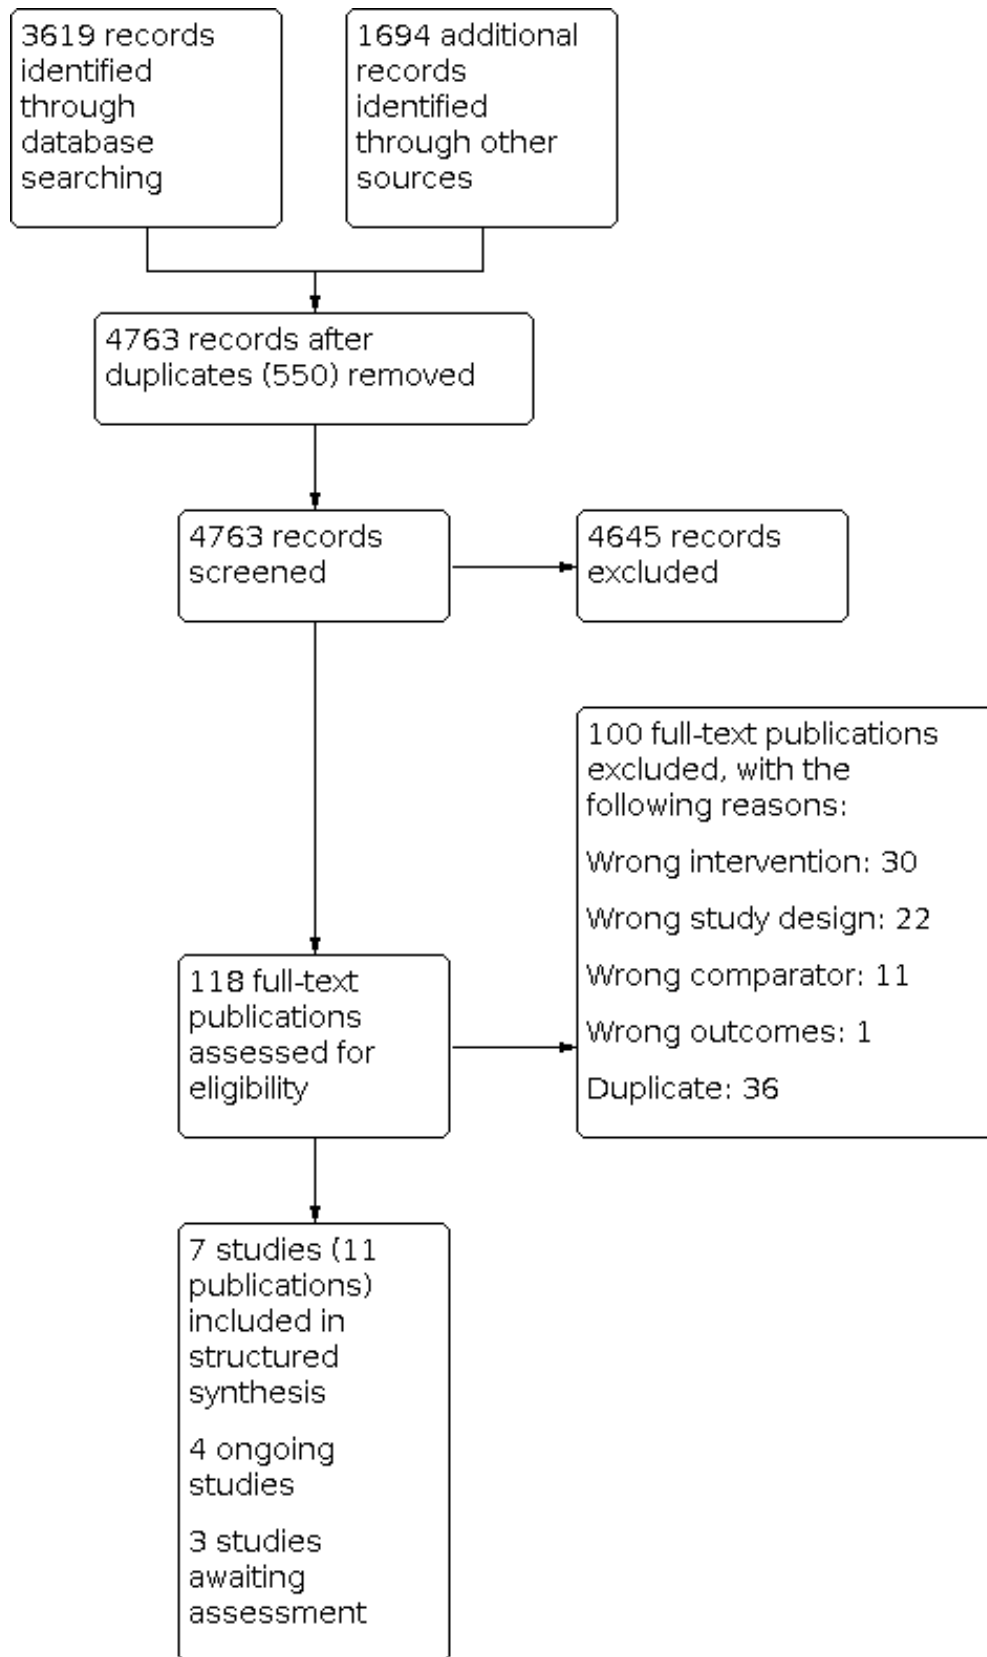 3619 records
identified
through
database
searching
1694 additional
records
identified
through other
sources
4763 records after
duplicates (550) removed
4763 records
screened
4645 records
excluded
100 full-text publications
excluded, with the
following reasons:
Wrong intervention: 30
Wrong study design: 22
Wrong comparator: 11
Wrong outcomes: 1
Duplicate: 36
118 full-text
publications
assessed for
eligibility
7 studies (11
publications)
included in
structured
synthesis
4 ongoing
studies
3 studies
awaiting
assessment